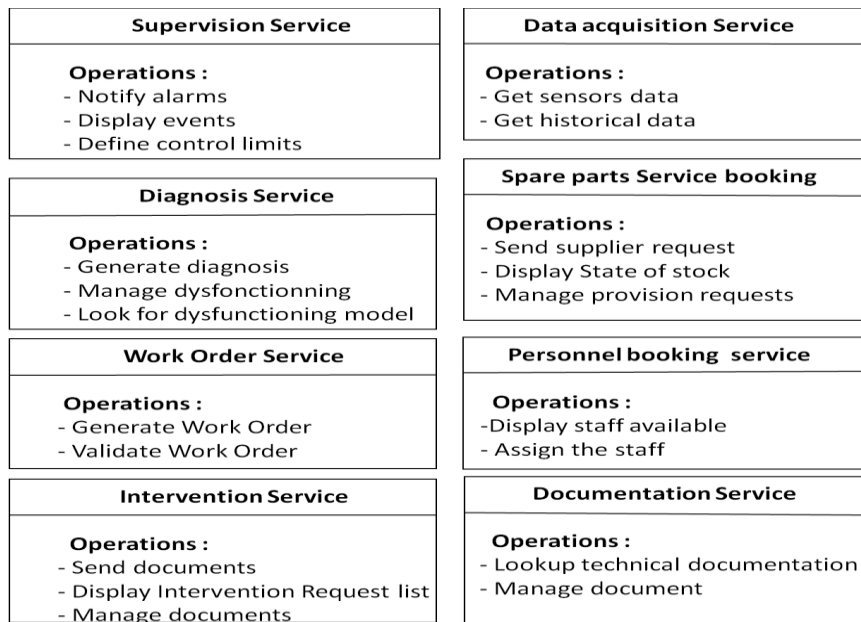 Supervision Service
Operations :
- Notify alarms
- Display events
- Define control limits
Diagnosis Service
Operations :
- Generate diagnosis
- Manage dysfonctionning
- Look for dysfunctioning model
Work Order Service
Operations :
- Generate Work Order
- Validate Work Order
Intervention Service
Operations :
- Send documents
- Display Intervention Request list
- Manage documents
Data acquisition Service
Operations :
- Get sensors data
- Get historical data
Spare parts Service booking
Operations :
- Send supplier request
- Display State of stock
- Manage provision requests
Personnel booking service
Operations :
-Display staff available
- Assign the staff
Documentation Service
Operations :
- Lookup technical documentation
- Manage document